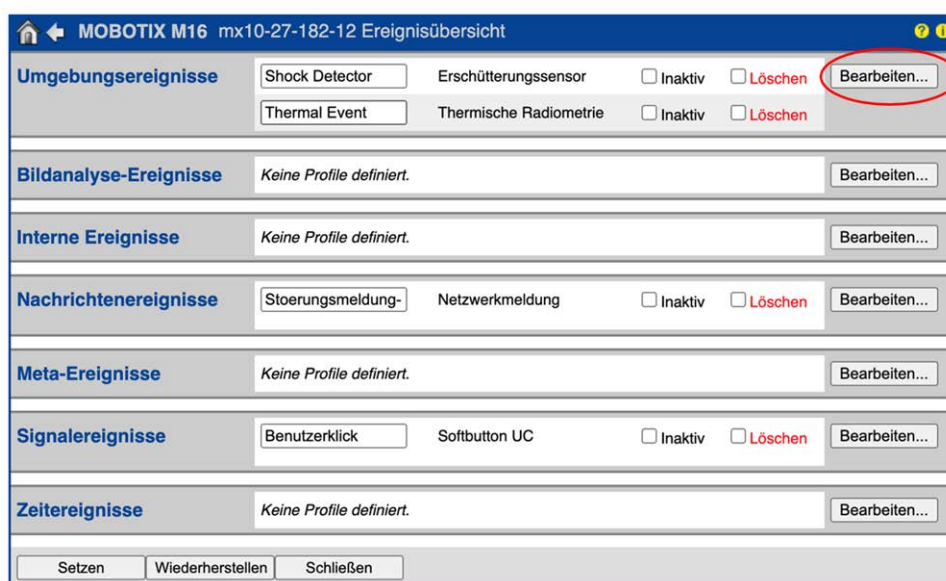 MOBOTIX M16 mx10-27-182-12 Ereignisübersicht ? i
Umgebungsereignisse Shock Detector Erschütterungssensor Inaktiv Löschen Bearbeiten...
Thermal Event Thermische Radiometrie Inaktiv Löschen
Bildanalyse-Ereignisse Keine Profile definiert. Bearbeiten...
Interne Ereignisse Keine Profile definiert. Bearbeiten...
Nachrichtenereignisse Stoerungsmeldung- Netzwerkmeldung Inaktiv Löschen Bearbeiten...
Meta-Ereignisse Keine Profile definiert. Bearbeiten...
Signalereignisse Benutzerklick Softbutton UC Inaktiv Löschen Bearbeiten...
Zeitereignisse Keine Profile definiert. Bearbeiten...
Setzen Wiederherstellen Schließen